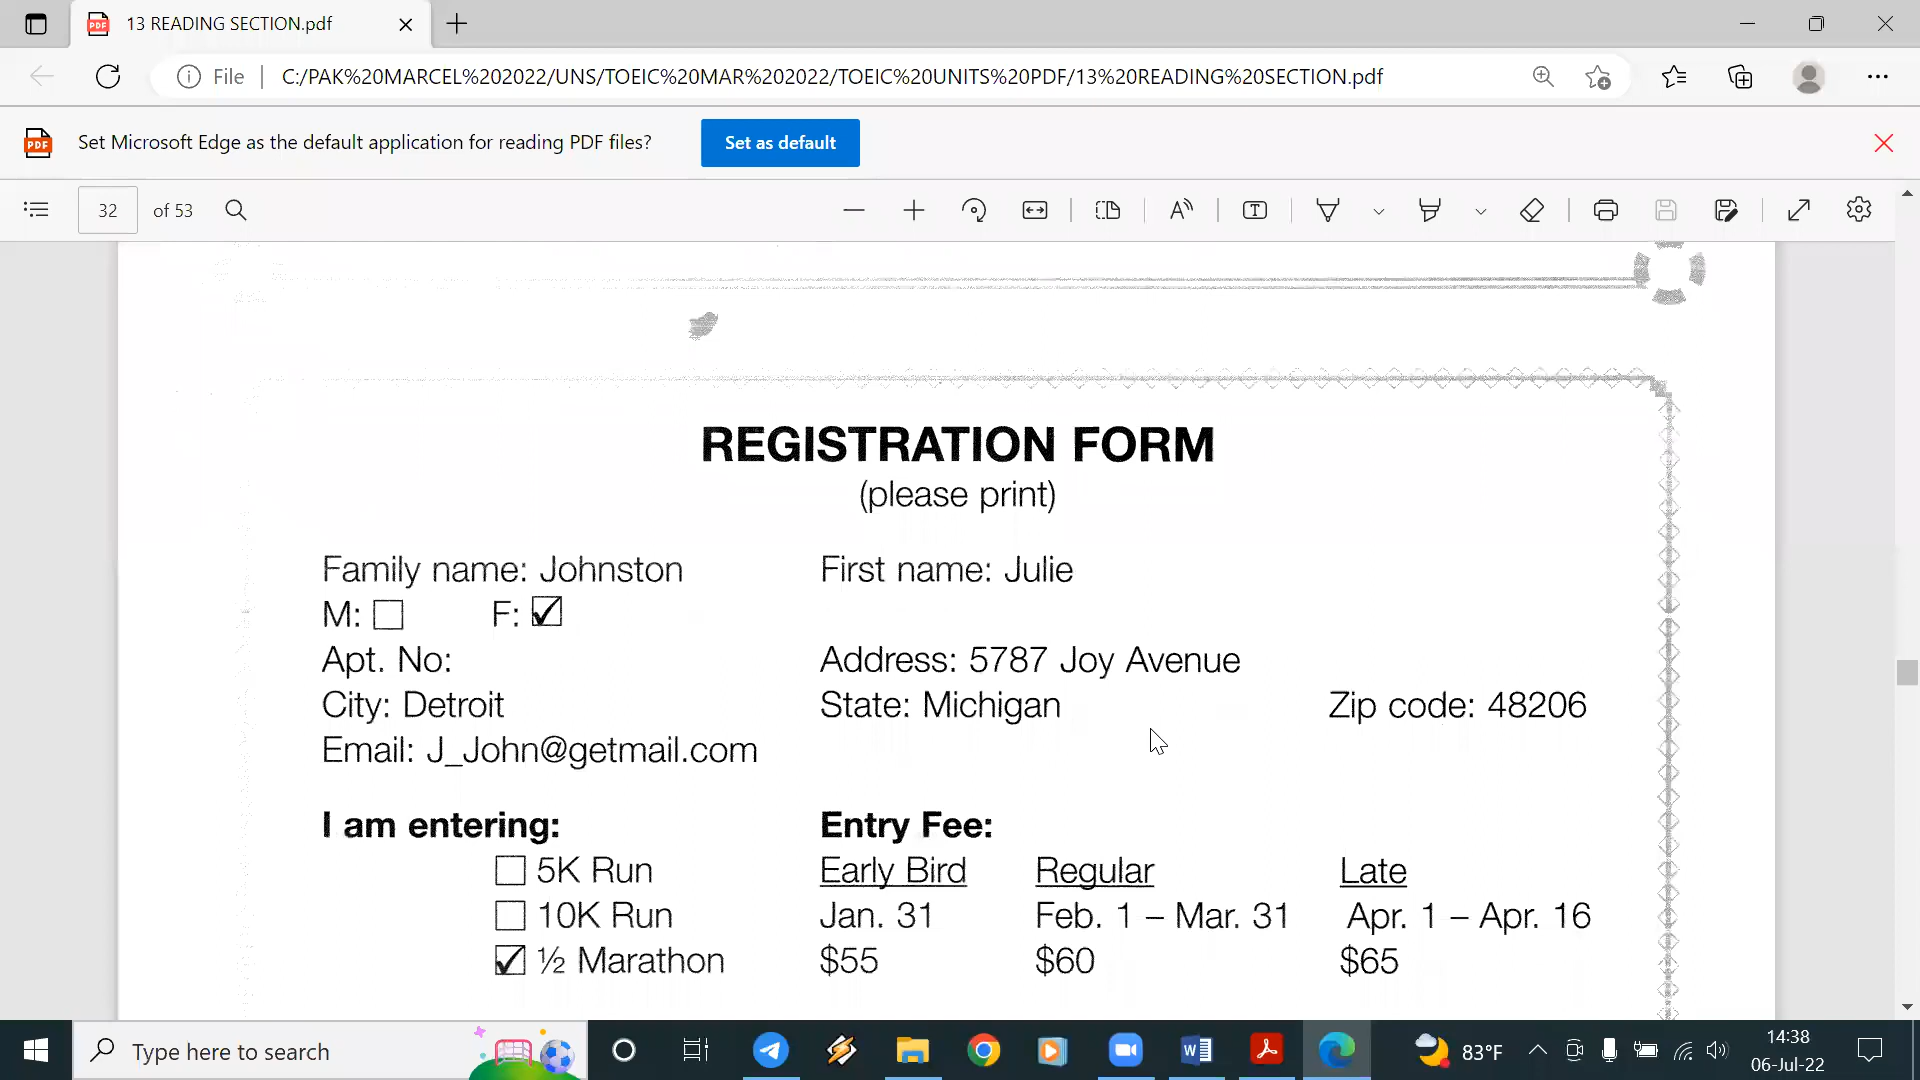 13 READING SECTION.pdf
File C:/PAK%20MARCEL%202022/UNS/TOEIC%20MAR%202022/TOEIC%20UNITS%20PDF/13%20READING%20SECTION.pdf
PDF Set Microsoft Edge as the default application for reading PDF files? Set as default
32 of 53
REGISTRATION FORM
(please print)
Family name: Johnston First name: Julie
M: F:
Apt. No: Address: 5787 Joy Avenue
City: Detroit State: Michigan Zip code: 48206
Email: J_John@getmail.com
I am entering: Entry Fee:
5K Run Early Bird Regular Late
10K Run Jan. 31 Feb. 1 – Mar. 31 Apr. 1 – Apr. 16
½ Marathon $55 $60 $65
Type here to search 83°F 14:38
06-Jul-22